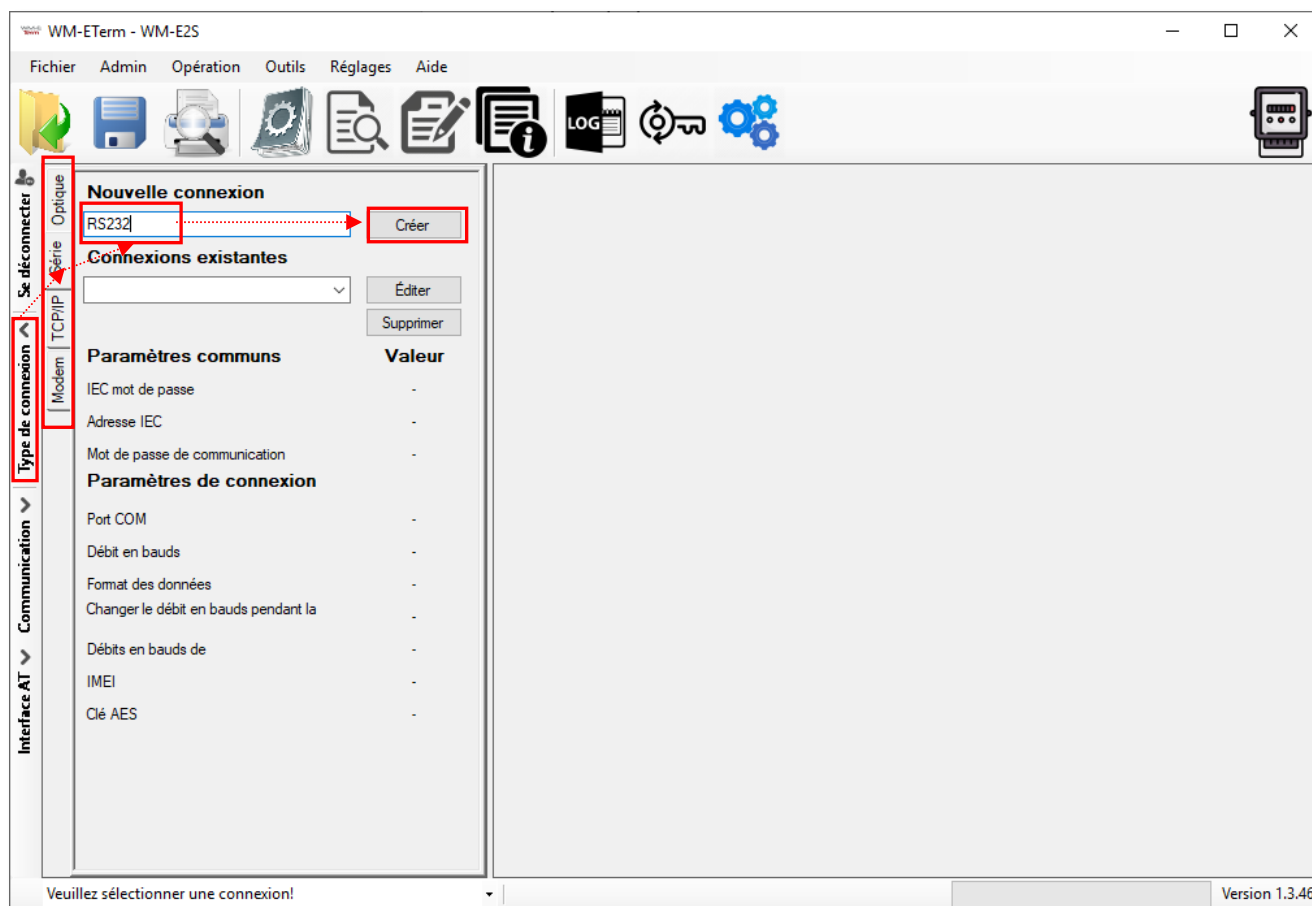 WM-ETerm - WM-E2S
Fichier Admin Opération Outils Réglages Aide
LOG
Se déconnecter
Type de connexion
Communication
Interface AT
Optique
Série
TCP/IP
Modem
Nouvelle connexion
RS232 Créer
Connexions existantes
Éditer
Supprimer
Paramètres communs Valeur
IEC mot de passe -
Adresse IEC -
Mot de passe de communication -
Paramètres de connexion
Port COM -
Débit en bauds -
Format des données -
Changer le débit en bauds pendant la -
Débits en bauds de -
IMEI -
Clé AES -
Veuillez sélectionner une connexion! Version 1.3.46